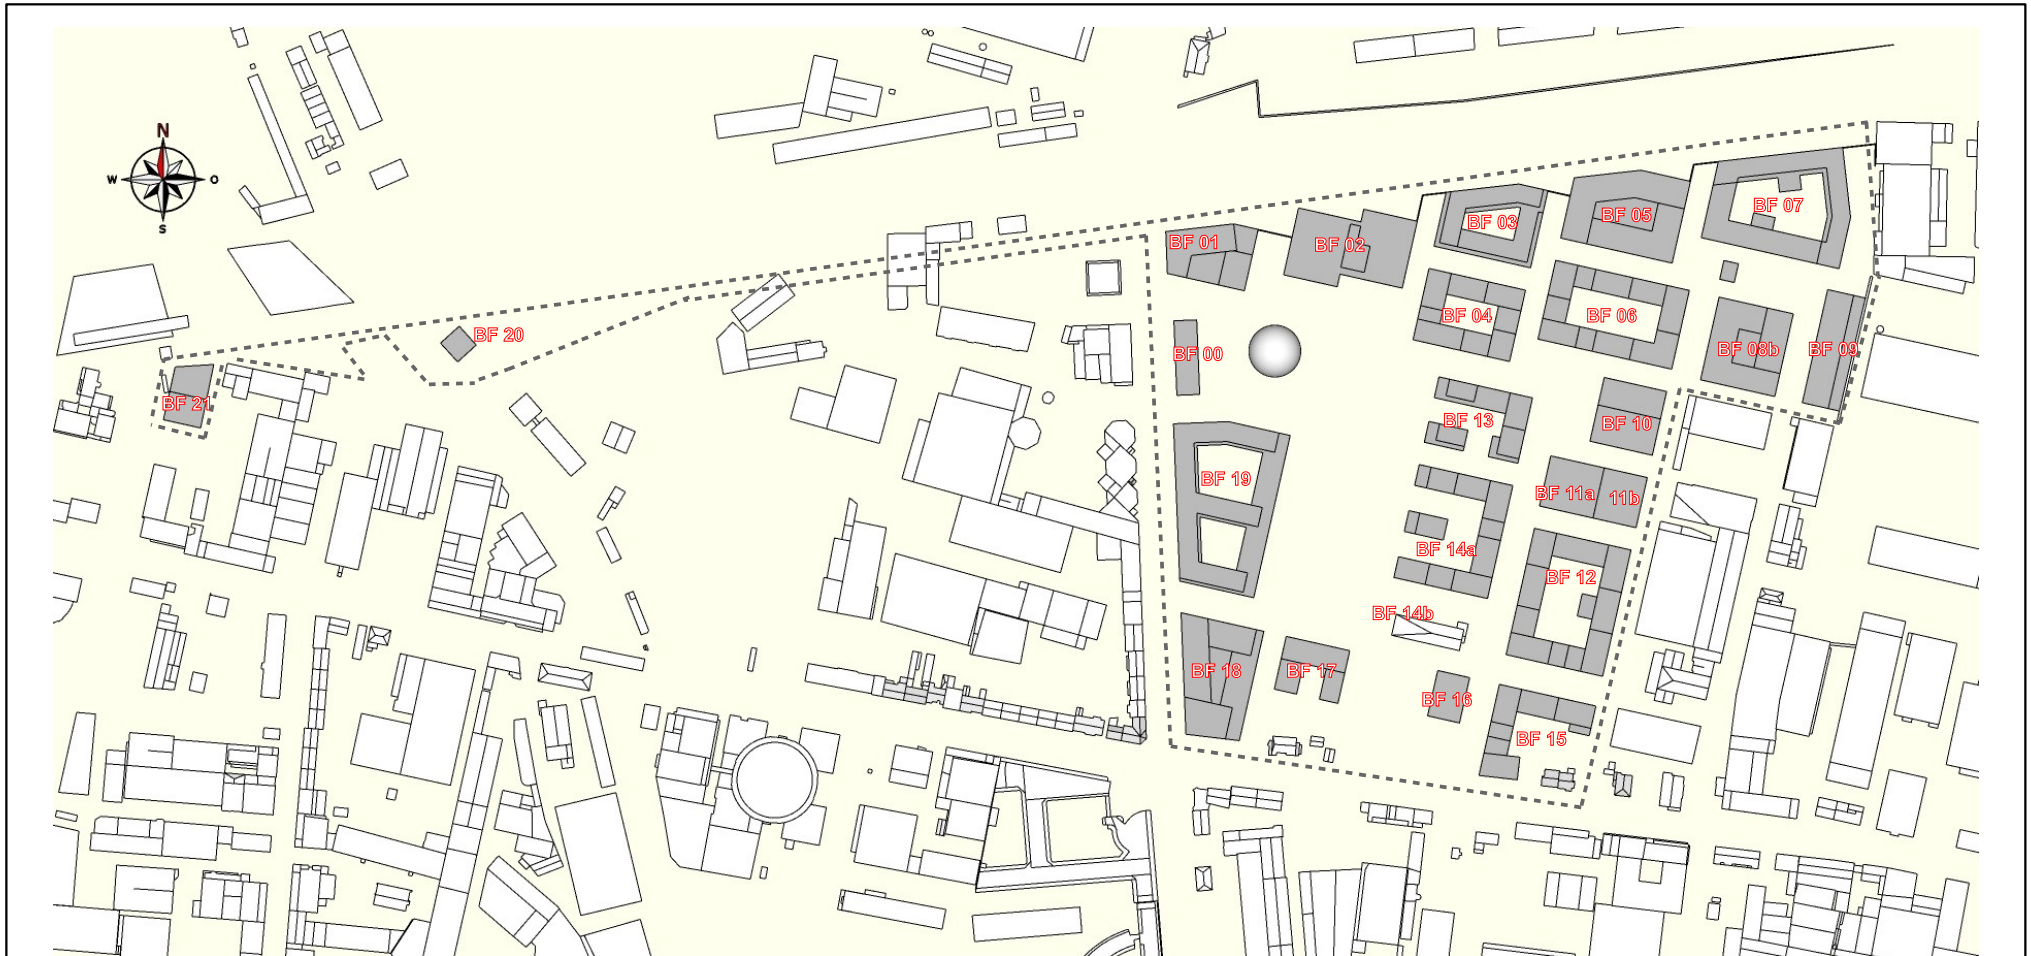 N
W
O
S
BF 07
BF 05
BF 03
BF 01
BF 02
BF 04
BF 06
BF 20
BF 00
BF 08b
BF 09
BF 21
BF 13
BF 10
BF 19
BF 11a
11b
BF 14a
BF 12
BF 14b
BF 18
BF 17
BF 16
BF 15